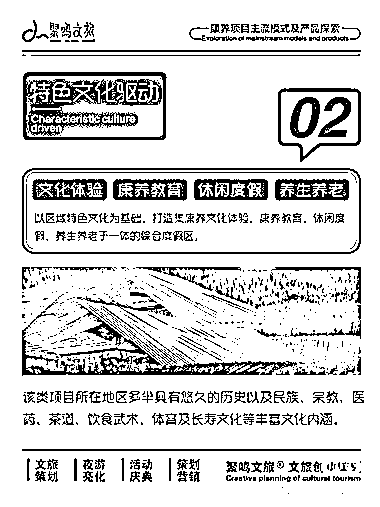 聚鸣文旅
康养项目主流模式及产品探索
Exploration of mainstream models and products
特色文化驱动
Characteristic culture
driven
02
文化体验 康养教育 休闲度假 养生养老
以区域特色文化为基础，打造集康养文化体验、康养教育、休闲度
假、养生养老于一体的综合度假区。
该类项目所在地区多半具有悠久的历史以及民族、宗教、医
药、茶道、饮食武术、体育及长寿文化等丰富文化内涵。
文旅 夜游 活动 策划
策划 亮化 庆典 营销
聚鸣文旅® 文旅创
Creative planning of cultural tourism